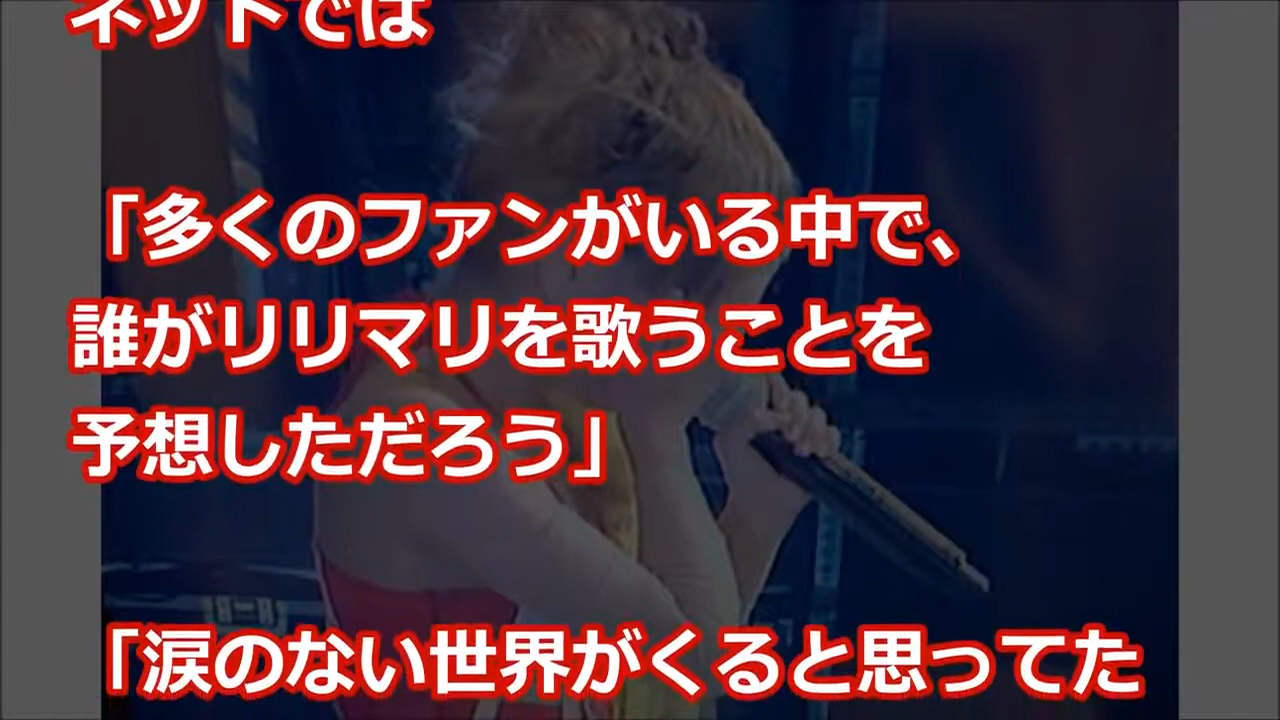 ネットでは
「多くのファンがいる中で、
誰がリリマリを歌うことを
予想しただろう」
「涙のない世界がくると思ってた